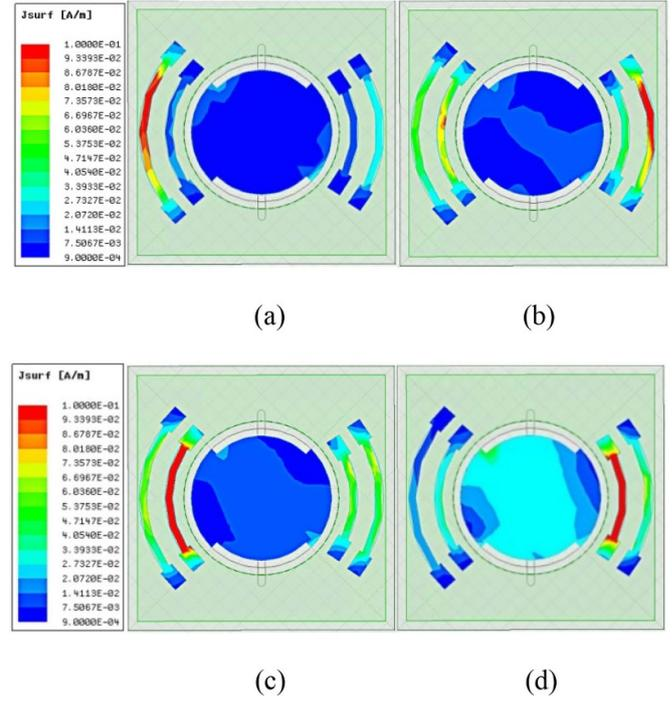 Jsurf [A/m]
1.0000E-01
9.3393E-02
8.6787E-02
8.0180E-02
7.3573E-02
6.6967E-02
6.0360E-02
5.3753E-02
4.7147E-02
4.0540E-02
3.3933E-02
2.7327E-02
2.0720E-02
1.4113E-02
7.5067E-03
9.0000E-04
(a)
(b)
Jsurf [A/m]
1.0000E-01
9.3393E-02
8.6787E-02
8.0180E-02
7.3573E-02
6.6967E-02
6.0360E-02
5.3753E-02
4.7147E-02
4.0540E-02
3.3933E-02
2.7327E-02
2.0720E-02
1.4113E-02
7.5067E-03
9.0000E-04
(c)
(d)